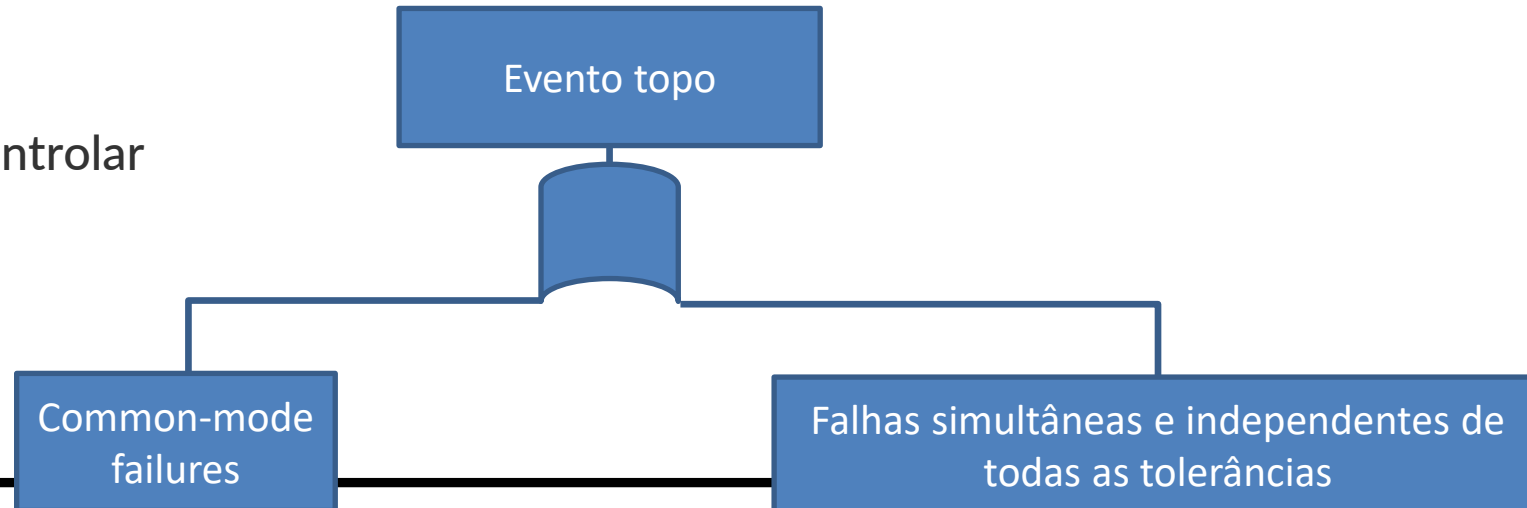 Evento topo
ntrolar
Common-mode
failures
Falhas simultâneas e independentes de
todas as tolerâncias